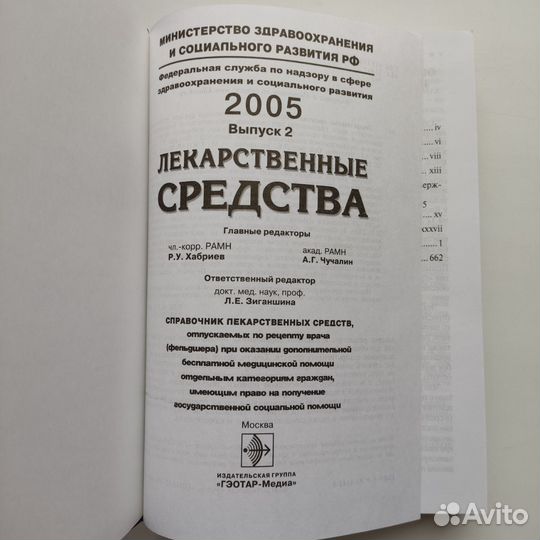 МИНИСТЕРСТВО ЗДРАВООХРАНЕНИЯ
И СОЦИАЛЬНОГО РАЗВИТИЯ РФ
Федеральная служба по надзору в сфере
здравоохранения и социального развития
2005
Выпуск 2
ЛЕКАРСТВЕННЫЕ
СРЕДСТВА
Главные редакторы
чл.-корр. РАМН
Р.У. Хабриев
акад. РАМН
А.Г. Чучалин
Ответственный редактор
докт. мед. наук, проф.
Л.Е. Зиганшина
СПРАВОЧНИК ЛЕКАРСТВЕННЫХ СРЕДСТВ,
отпускаемых по рецепту врача
(фельдшера) при оказании дополнительной
бесплатной медицинской помощи
отдельным категориям граждан,
имеющим право на получение
государственной социальной помощи
Москва
ИЗДАТЕЛЬСКАЯ ГРУППА
«ГЭОТАР-Медиа»
..... iv
..... vi
.... viii
.... xiii
держ-
5
..... xv
xxxvii
..... 1
... 662
Avito